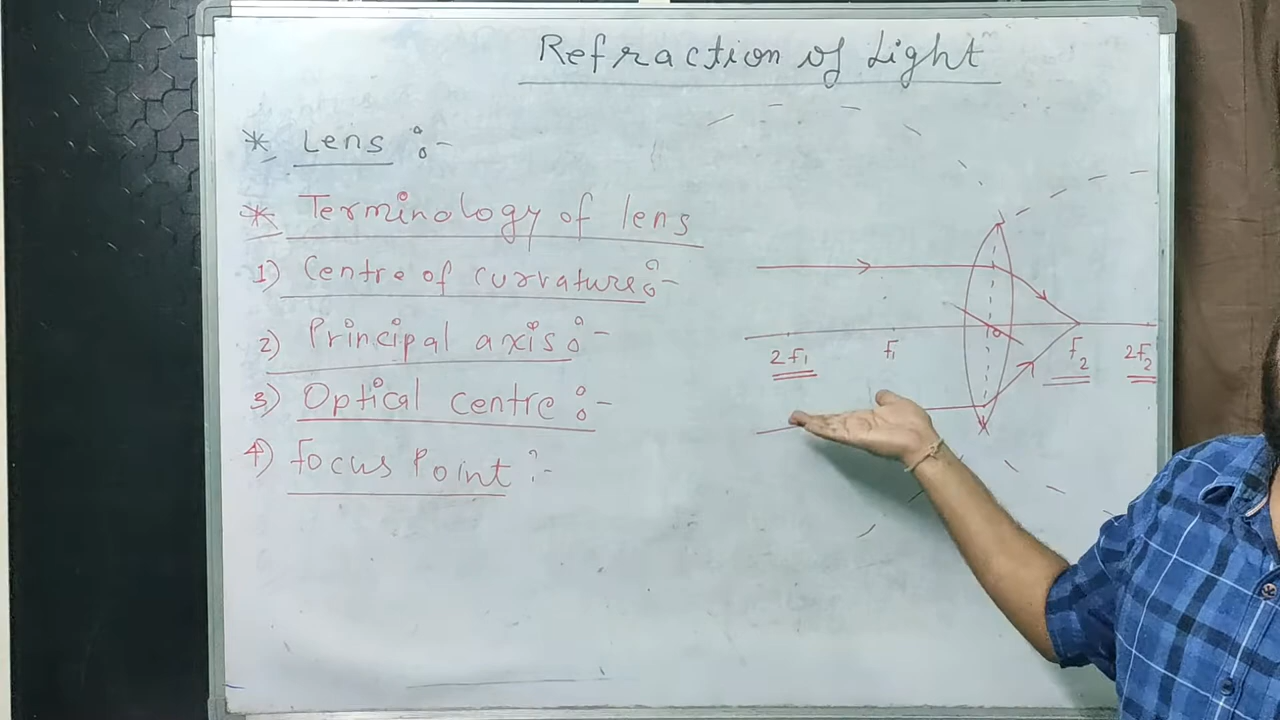 Refraction of Light
* Lens :-
* Terminology of lens
1) Centre of curvature :-
2) Principal axis :-
3) Optical centre :-
4) focus Point :-
2f₁
f₁
o
f₂
2f₂